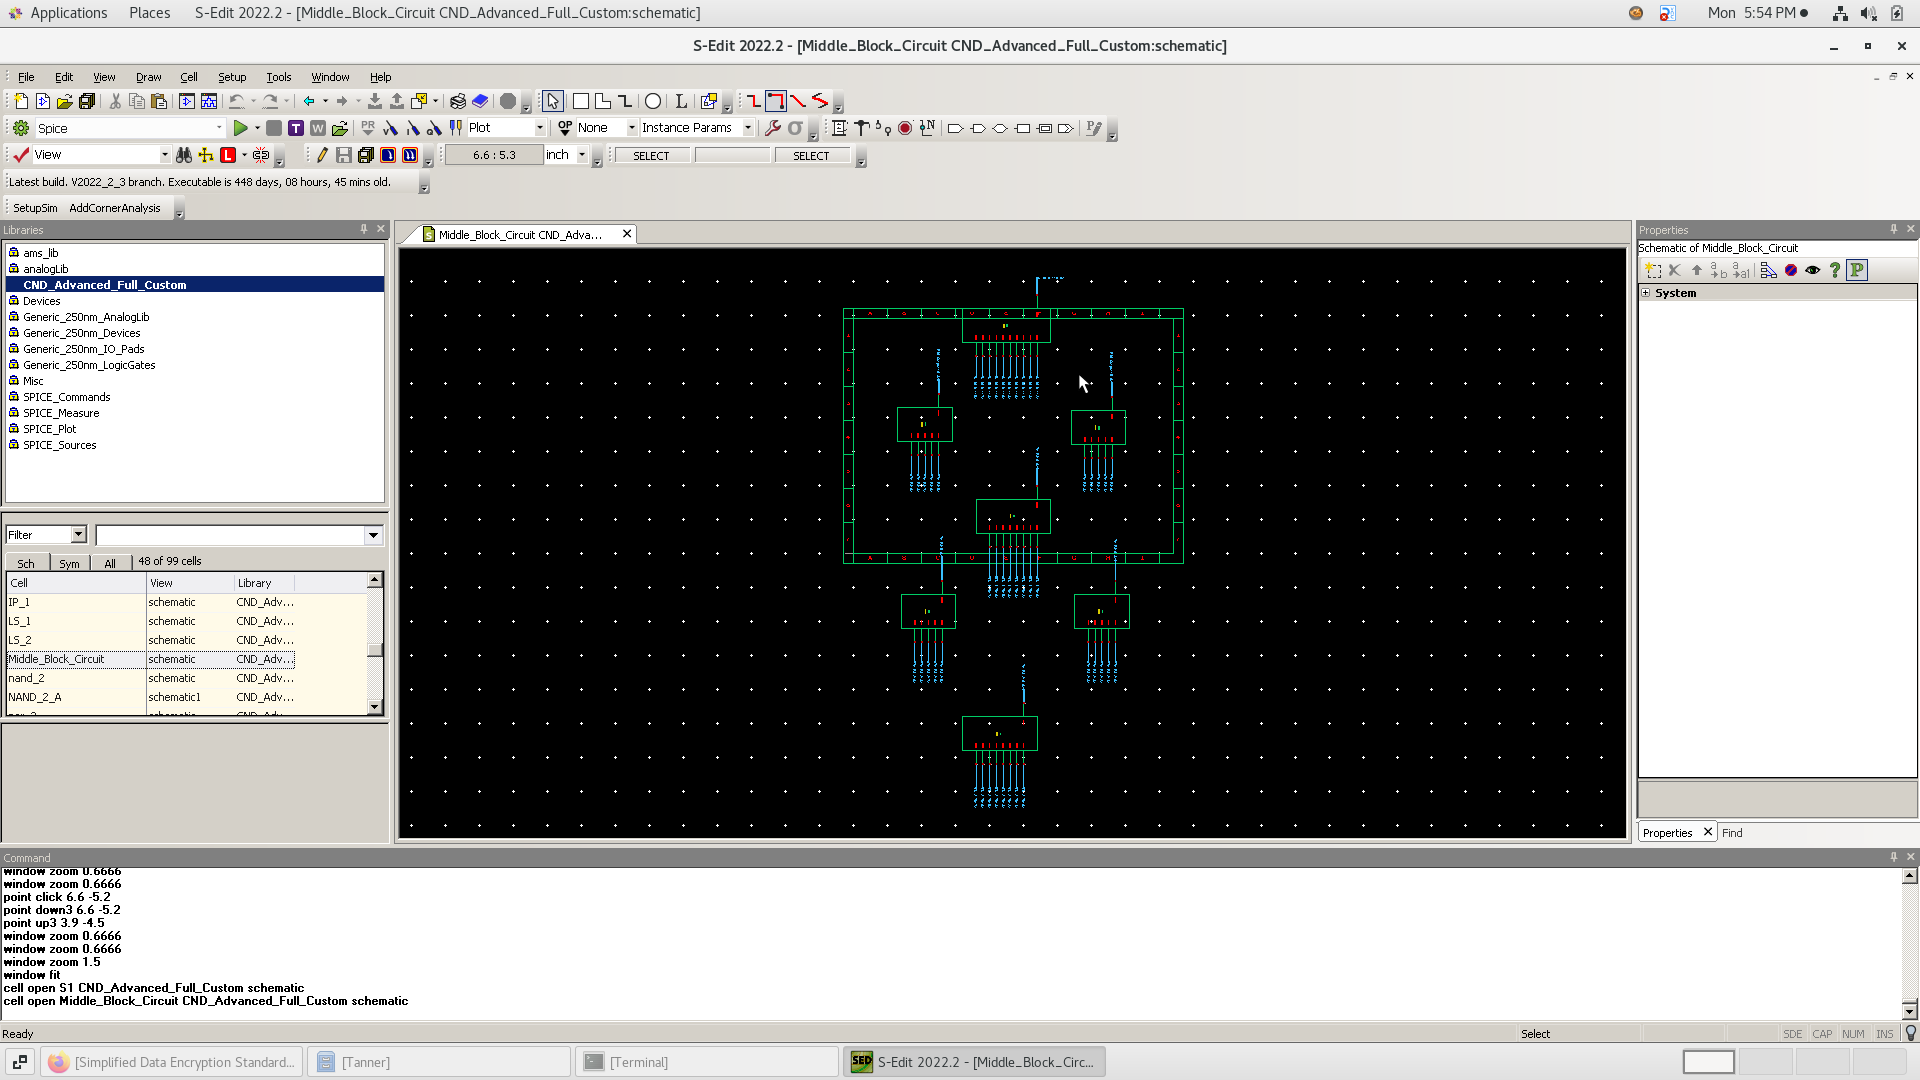 Applications Places S-Edit 2022.2 - [Middle_Block_Circuit CND_Advanced_Full_Custom:schematic] Mon 5:54 PM
S-Edit 2022.2 - [Middle_Block_Circuit CND_Advanced_Full_Custom:schematic]
File Edit View Draw Cell Setup Tools Window Help
Spice PR Plot OP None Instance Params
View 6.6 : 5.3 inch SELECT SELECT
Latest build. V2022_2_3 branch. Executable is 448 days, 08 hours, 45 mins old.
SetupSim AddCornerAnalysis
Libraries
ams_lib
analogLib
CND_Advanced_Full_Custom
Devices
Generic_250nm_AnalogLib
Generic_250nm_Devices
Generic_250nm_IO_Pads
Generic_250nm_LogicGates
Misc
SPICE_Commands
SPICE_Measure
SPICE_Plot
SPICE_Sources
Filter
Sch Sym All 48 of 99 cells
Cell View Library
IP_1 schematic CND_Adv...
LS_1 schematic CND_Adv...
LS_2 schematic CND_Adv...
Middle_Block_Circuit schematic CND_Adv...
nand_2 schematic CND_Adv...
NAND_2_A schematic1 CND_Adv...
Middle_Block_Circuit CND_Adva...
Properties
Schematic of Middle_Block_Circuit
System
Properties Find
Command
window zoom 0.6666
window zoom 0.6666
point click 6.6 -5.2
point down3 6.6 -5.2
point up3 3.9 -4.5
window zoom 0.6666
window zoom 0.6666
window zoom 1.5
window fit
cell open S1 CND_Advanced_Full_Custom schematic
cell open Middle_Block_Circuit CND_Advanced_Full_Custom schematic
Ready Select SDE CAP NUM INS
[Simplified Data Encryption Standard... [Tanner] [Terminal] SED S-Edit 2022.2 - [Middle_Block_Circ...